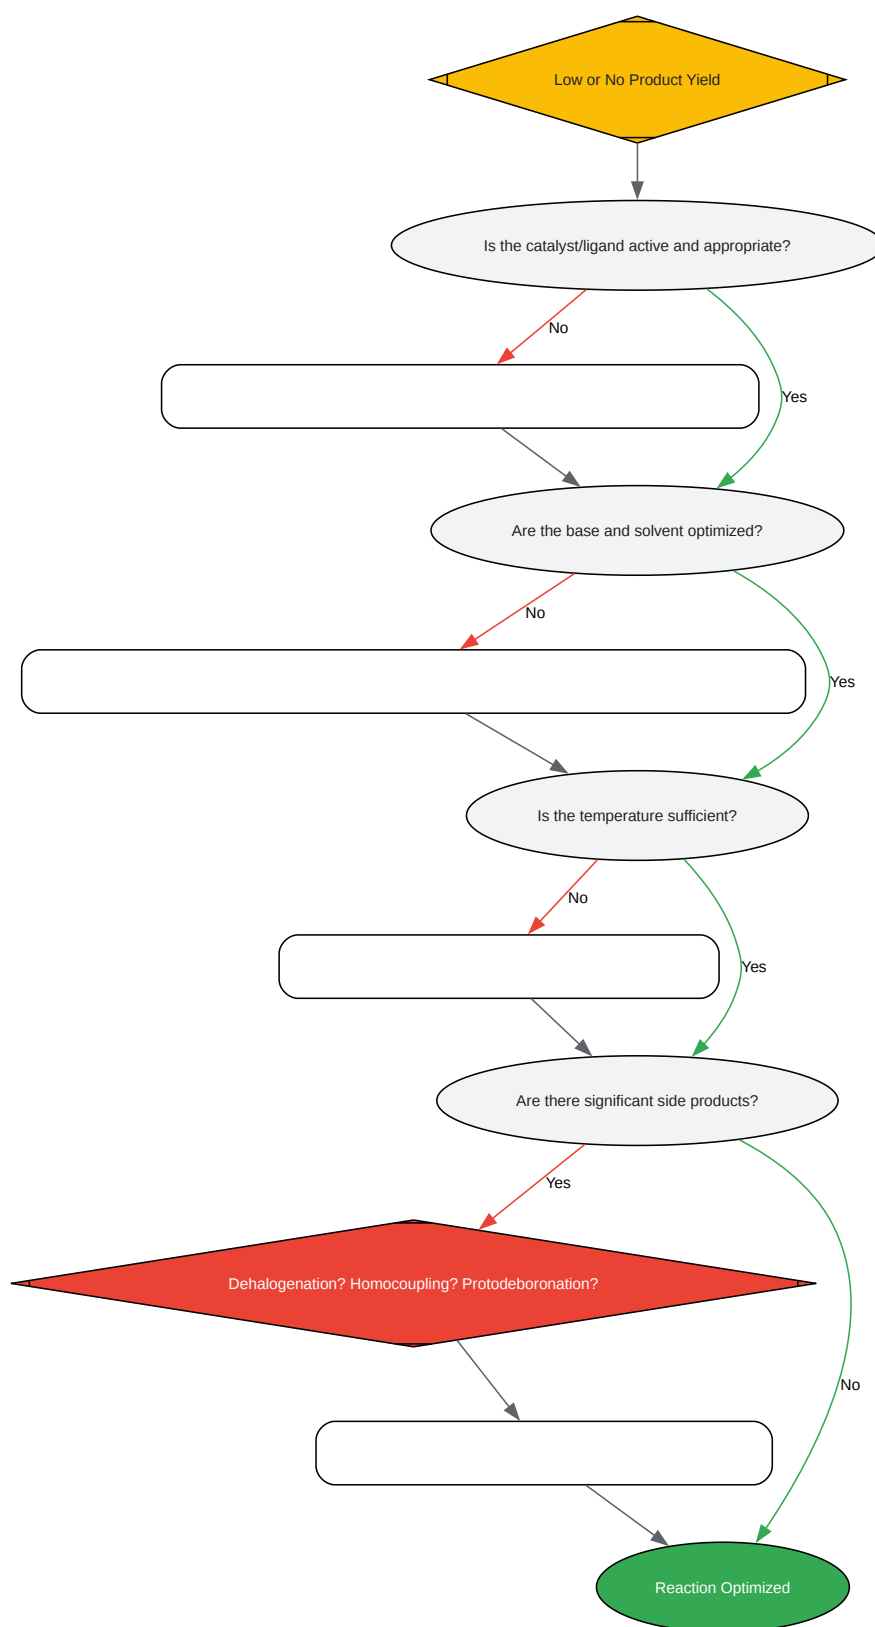 Low or No Product Yield
Is the catalyst/ligand active and appropriate?
No
Yes
Are the base and solvent optimized?
No
Yes
Is the temperature sufficient?
No
Yes
Are there significant side products?
Yes
Dehalogenation? Homocoupling? Protodeboronation?
No
Reaction Optimized